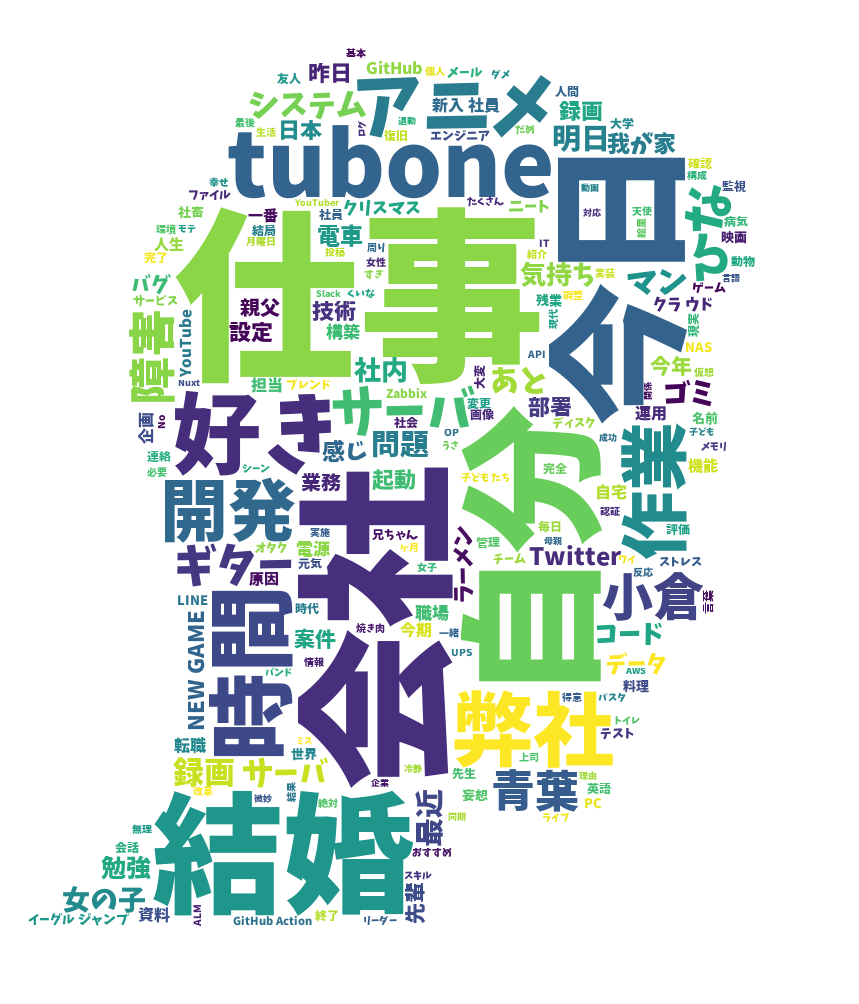 基本
昨日
友人
GitHub
個人
メール
ダメ
アニメ
システム
新入 社員
人間
録画
最後
生活
日本
ログ
通勤
復旧
エンジニア
だめ
大学
明日
我が家
tubone
今日
確認
構成
監視
動画
幸せ
ファイル
YouTuber
クリスマス
たくさん
ニート
対応
天使
絵里
ひな
病気
映画
社畜
一番
社員
環境
モテ
結局
電車
周り
仕事
IT
紹介
動物
人生
月曜日
投稿
女性
完了
すぎ
気持ち
実装
マン
言語
ゲーム
バグ
サービス
親父
Slack
くいな
残業
調整
クラウド
障害
YouTube
設定
技術
構築
現代
現実
NAS
API
社内
今年
仮想
Nuxt
担当
ブレンド
Zabbix
大変
あと
ゴミ
好き
サーバ
変更
画像
部署
運用
名前
企画
No
社会
OP
うさ
ディスク
成功
子ども
メモリ
感じ
問題
作業
連絡
必要
シーン
業務
起動
子どもたち
完全
機能
開発
会社
自分
自宅
認証
実施
兄ちゃん
毎日
評価
ギター
オタク
電源
ヶ月
ラーメン
管理
母親
原因
元気
女子
チーム
Twitter
ワイ
反応
ストレス
LINE
時間
時代
職場
小倉
言葉
NEW GAME
案件
焼き肉
今期
一緒
コード
バンド
情報
UPS
データ
AWS
料理
弊社
得意
パスタ
転職
ミス
世界
トイレ
テスト
録画 サーバ
冷静
企業
先生
上司
改革
微妙
結果
絶対
妄想
青葉
理由
英語
PC
結婚
最近
同期
ライブ
無理
会話
おすすめ
勉強
スキル
女の子
先輩
イーグル ジャンプ
資料
ALM
GitHub Action
終了
リーダー